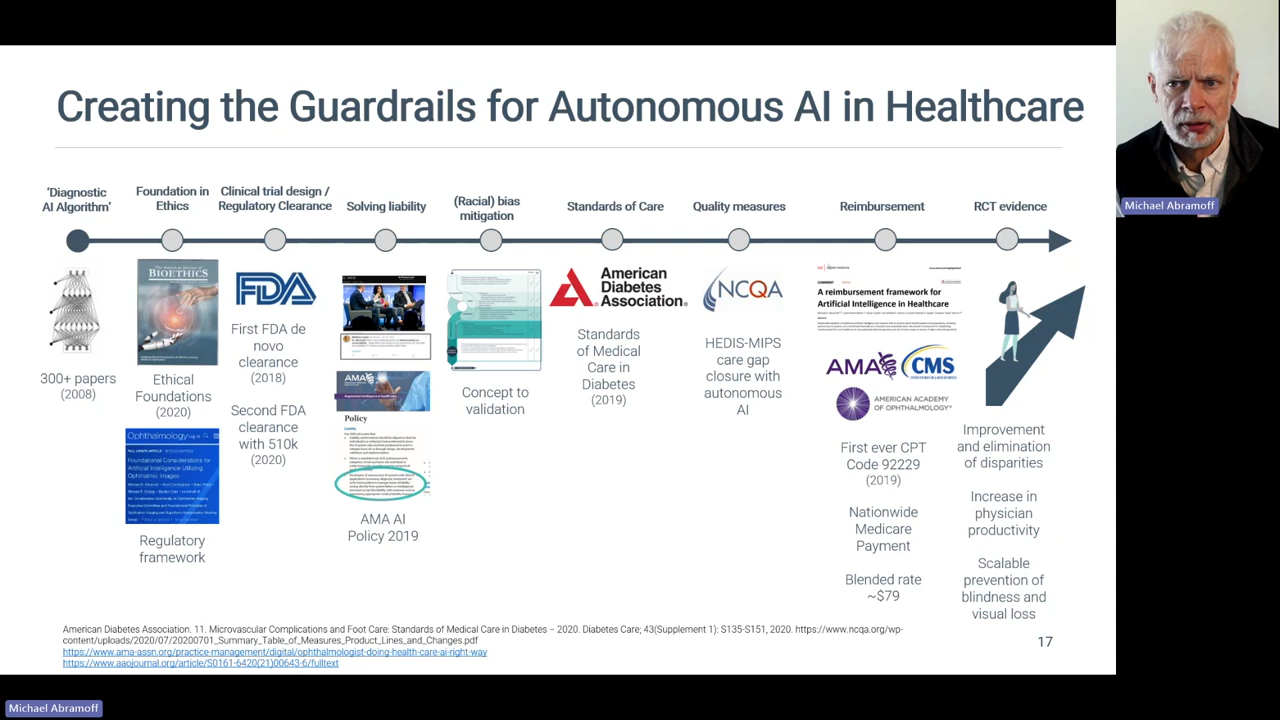 Creating the Guardrails for Autonomous AI in Healthcare
'Diagnostic
AI Algorithm'
Foundation in
Ethics
Clinical trial design /
Regulatory Clearance
Solving liability
(Racial) bias
mitigation
Standards of Care
Quality measures
Reimbursement
RCT evidence
300+ papers
(2008)
BIOETHICS
Ethical
Foundations
(2020)
Ophthalmology
Foundational Considerations for
Artificial Intelligence Utilizing
Ophthalmic Images
Regulatory
framework
FDA
First FDA de
novo
clearance
(2018)
Second FDA
clearance
with 510k
(2020)
AMA
Policy
AMA AI
Policy 2019
Concept to
validation
American
Diabetes
Association®
Standards
of Medical
Care in
Diabetes
(2019)
NCQA
HEDIS-MIPS
care gap
closure with
autonomous
AI
A reimbursement framework for
Artificial Intelligence in Healthcare
AMA
CMS
AMERICAN ACADEMY
OF OPHTHALMOLOGY®
First ever CPT
Code 92229
(2019)
Nationwide
Medicare
Payment
Blended rate
~$79
Improvement
and elimination
of disparities
Increase in
physician
productivity
Scalable
prevention of
blindness and
visual loss
American Diabetes Association. 11. Microvascular Complications and Foot Care: Standards of Medical Care in Diabetes − 2020. Diabetes Care; 43(Supplement 1): S135-S151, 2020. https://www.ncqa.org/wp-
content/uploads/2020/07/20200701_Summary_Table_of_Measures_Product_Lines_and_Changes.pdf
https://www.ama-assn.org/practice-management/digital/ophthalmologist-doing-health-care-ai-right-way
https://www.aaojournal.org/article/S0161-6420(21)00643-6/fulltext
17
Michael Abramoff
Michael Abramoff